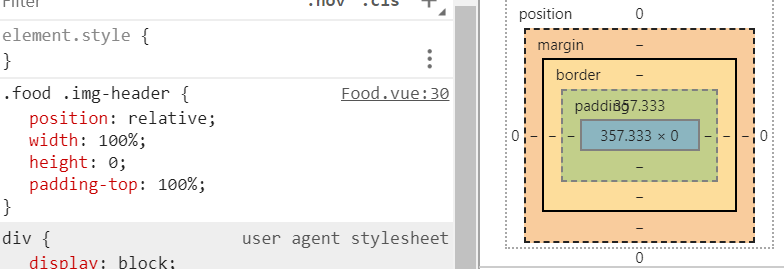 Filter :hov .cls +
element.style {
}
.food .img-header { Food.vue:30
position: relative;
width: 100%;
height: 0;
padding-top: 100%;
}
div { user agent stylesheet
display: block;
position 0
margin –
border –
padding 357.333
0 – – – 357.333 × 0 – – – 0
–
–
–
0